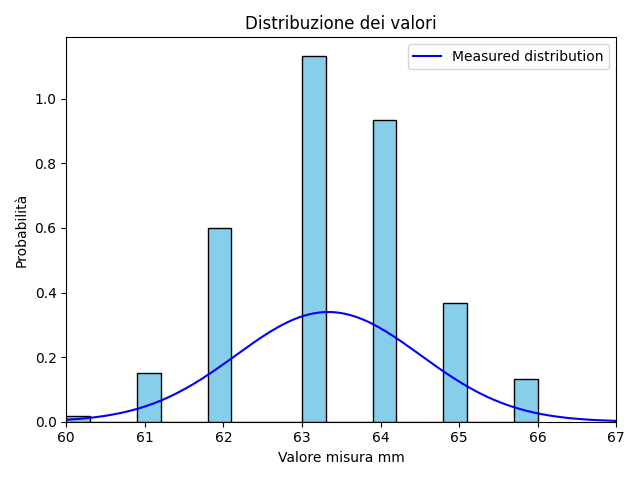 Distribuzione dei valori
Measured distribution
1.0
0.8
0.6
0.4
0.2
0.0
Probabilità
60 61 62 63 64 65 66 67
Valore misura mm